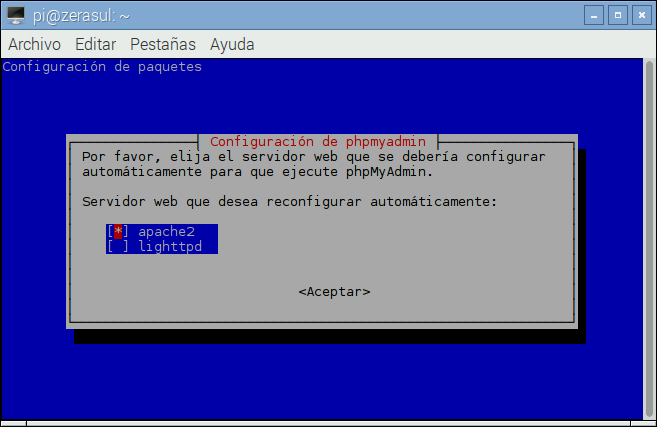 pi@zerasul: ~
Archivo Editar Pestañas Ayuda
Configuración de paquetes
Configuración de phpmyadmin
Por favor, elija el servidor web que se debería configurar
automáticamente para que ejecute phpMyAdmin.
Servidor web que desea reconfigurar automáticamente:
[*] apache2
[ ] lighttpd
<Aceptar>